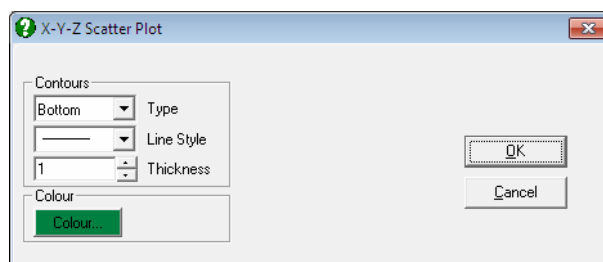 X-Y-Z Scatter Plot
Contours
Bottom Type
Line Style
1 Thickness
Colour
Colour...
OK
Cancel